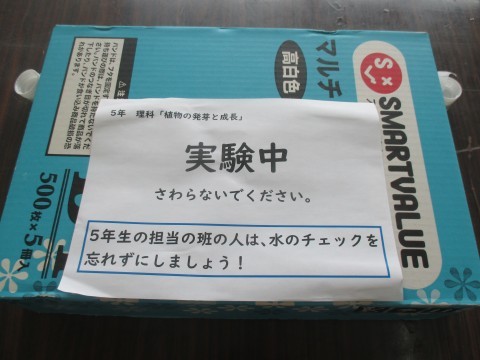 5年 理科「植物の発芽と成長」
実験中
さわらないでください。
5年生の担当の班の人は、水のチェックを
忘れずにしましょう！
SMARTVALUE
マルチ
高白色
500枚×5冊入